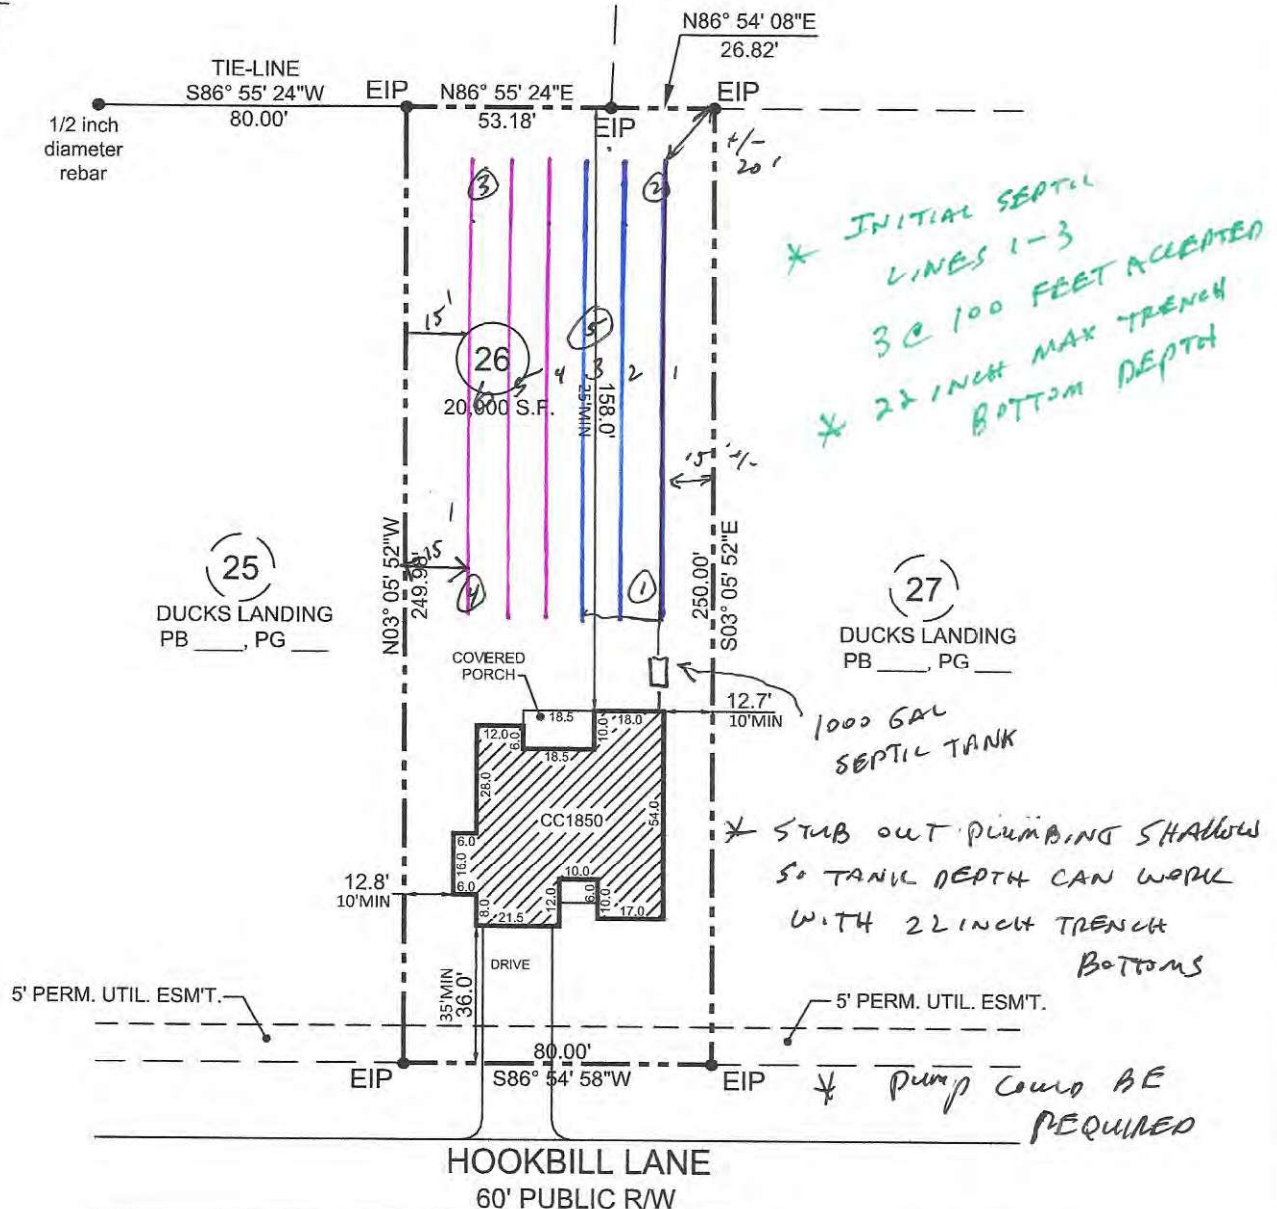 N86° 54' 08"E
26.82'
TIE-LINE
S86° 55' 24"W
80.00'
EIP
N86° 55' 24"E
53.18'
EIP
EIP
1/2 inch
diameter
rebar
+/-
20'
3
2
* INITIAL SEPTIC
LINES 1-3
3 @ 100 FEET ACCEPTED
* 22 INCH MAX TRENCH
BOTTOM DEPTH
15'
5
26
6 5 4 3 2 1
20,000 S.F.
158.0'
25'MIN
15' +/-
N03° 05' 52"W
249.98'
15
S03° 05' 52"E
250.00'
4
1
25
DUCKS LANDING
PB ____, PG ___
27
DUCKS LANDING
PB ____, PG ___
COVERED
PORCH
12.7'
10'MIN
1000 GAL
SEPTIC TANK
18.5
18.0
12.0
6.0
10.0
18.5
28.0
CC1850
54.0
6.0
16.0
6.0
12.8'
10'MIN
10.0
8.0
21.5
12.0
6.0
10.0
17.0
* STUB OUT PLUMBING SHALLOW
SO TANK DEPTH CAN WORK
WITH 22 INCH TRENCH
BOTTOMS
DRIVE
35'MIN
36.0'
5' PERM. UTIL. ESM'T.
5' PERM. UTIL. ESM'T.
80.00'
EIP
S86° 54' 58"W
EIP
* PUMP COULD BE
REQUIRED
HOOKBILL LANE
60' PUBLIC R/W